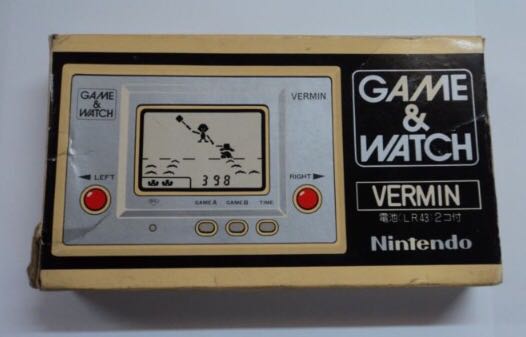 GAME
&
WATCH
VERMIN
◄ LEFT
RIGHT ►
398
GAME A GAME B TIME
GAME
&
WATCH
VERMIN
電池(LR43)2コ付
Nintendo